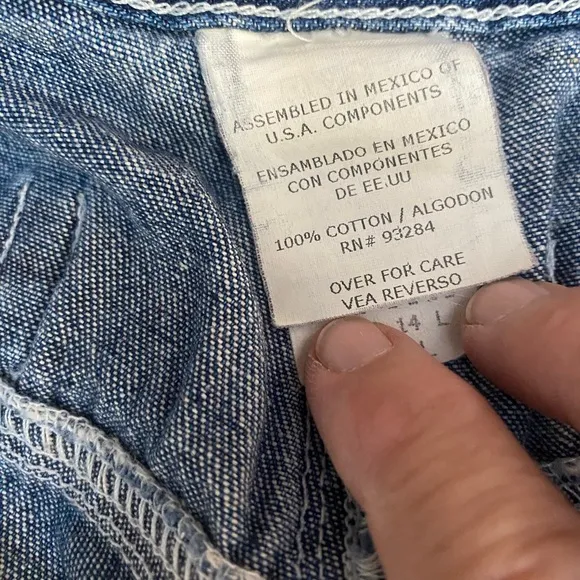 ASSEMBLED IN MEXICO OF
U.S.A. COMPONENTS
ENSAMBLADO EN MEXICO
CON COMPONENTES
DE EE.UU
100% COTTON / ALGODON
RN# 93284
OVER FOR CARE
VEA REVERSO
14 L